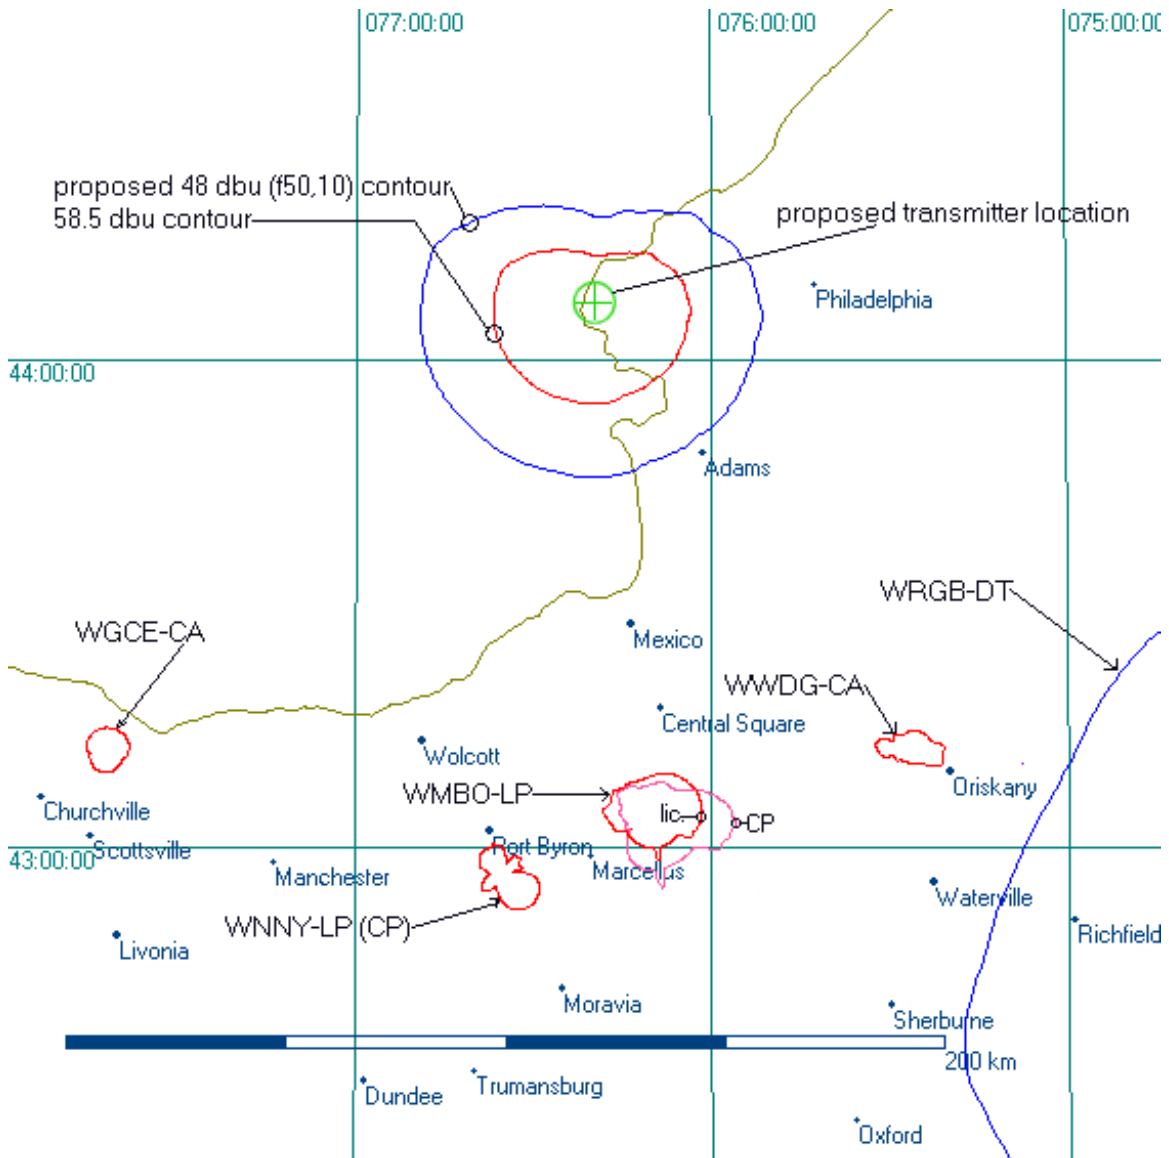 077:00:00
076:00:00
075:00:00
proposed 48 dbu (f50,10) contour
58.5 dbu contour
proposed transmitter location
Philadelphia
44:00:00
Adams
WRGB-DT
WGCE-CA
Mexico
WWDG-CA
Central Square
Wolcott
Oriskany
WMBO-LP
Churchville
lic
CP
Scottsville
Port Byron
43:00:00
Manchester
Marcellus
Waterville
WNNY-LP (CP)
Richfield
Livonia
Moravia
Sherburne
200 km
Dundee
Trumansburg
Oxford